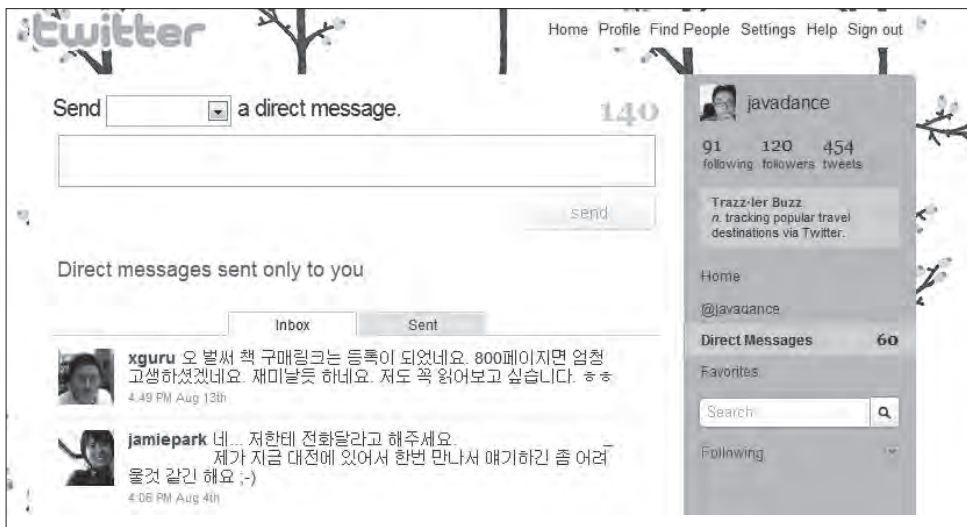 twitter
Home Profile Find People Settings Help Sign out
Send a direct message.
140
send
Direct messages sent only to you
Inbox Sent
xguru 오 벌써 책 구매링크는 등록이 되었네요. 800페이지면 엄청
고생하셨겠네요. 재미날듯 하네요. 저도 꼭 읽어보고 싶습니다. ㅎㅎ
4:49 PM Aug 13th
jamiepark 네... 저한테 전화달라고 해주세요.
제가 지금 대전에 있어서 한번 만나서 얘기하긴 좀 어려
울것 같긴 해요 ;-)
4:06 PM Aug 4th
javadance
91 120 454
following followers tweets
Trazz·ler Buzz
n. tracking popular travel
destinations via Twitter.
Home
@javadance
Direct Messages 60
Favorites
Search
Following